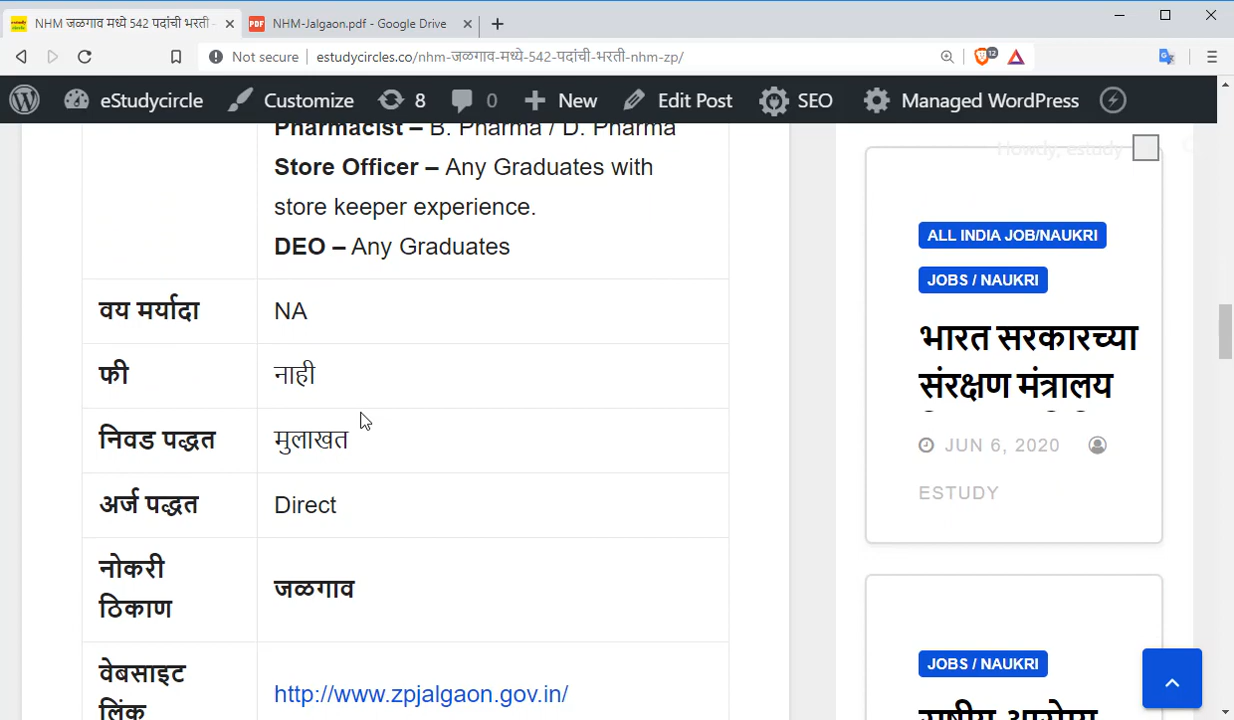 NHM जळगाव मध्ये 542 पदांची भरती -
NHM-Jalgaon.pdf - Google Drive
Not secure
estudycircles.co/nhm-जळगाव-मध्ये-542-पदांची-भरती-nhm-zp/
12
eStudycircle
Customize
8
0
New
Edit Post
SEO
Managed WordPress
Howdy, estudy
Pharmacist – B. Pharma / D. Pharma
Store Officer – Any Graduates with
store keeper experience.
DEO – Any Graduates
वय मर्यादा
NA
फी
नाही
निवड पद्धत
मुलाखत
अर्ज पद्धत
Direct
नोकरी
ठिकाण
जळगाव
वेबसाइट
लिंक
http://www.zpjalgaon.gov.in/
ALL INDIA JOB/NAUKRI
JOBS / NAUKRI
भारत सरकारच्या
संरक्षण मंत्रालय
JUN 6, 2020
ESTUDY
JOBS / NAUKRI
राष्ट्रीय आरोग्य